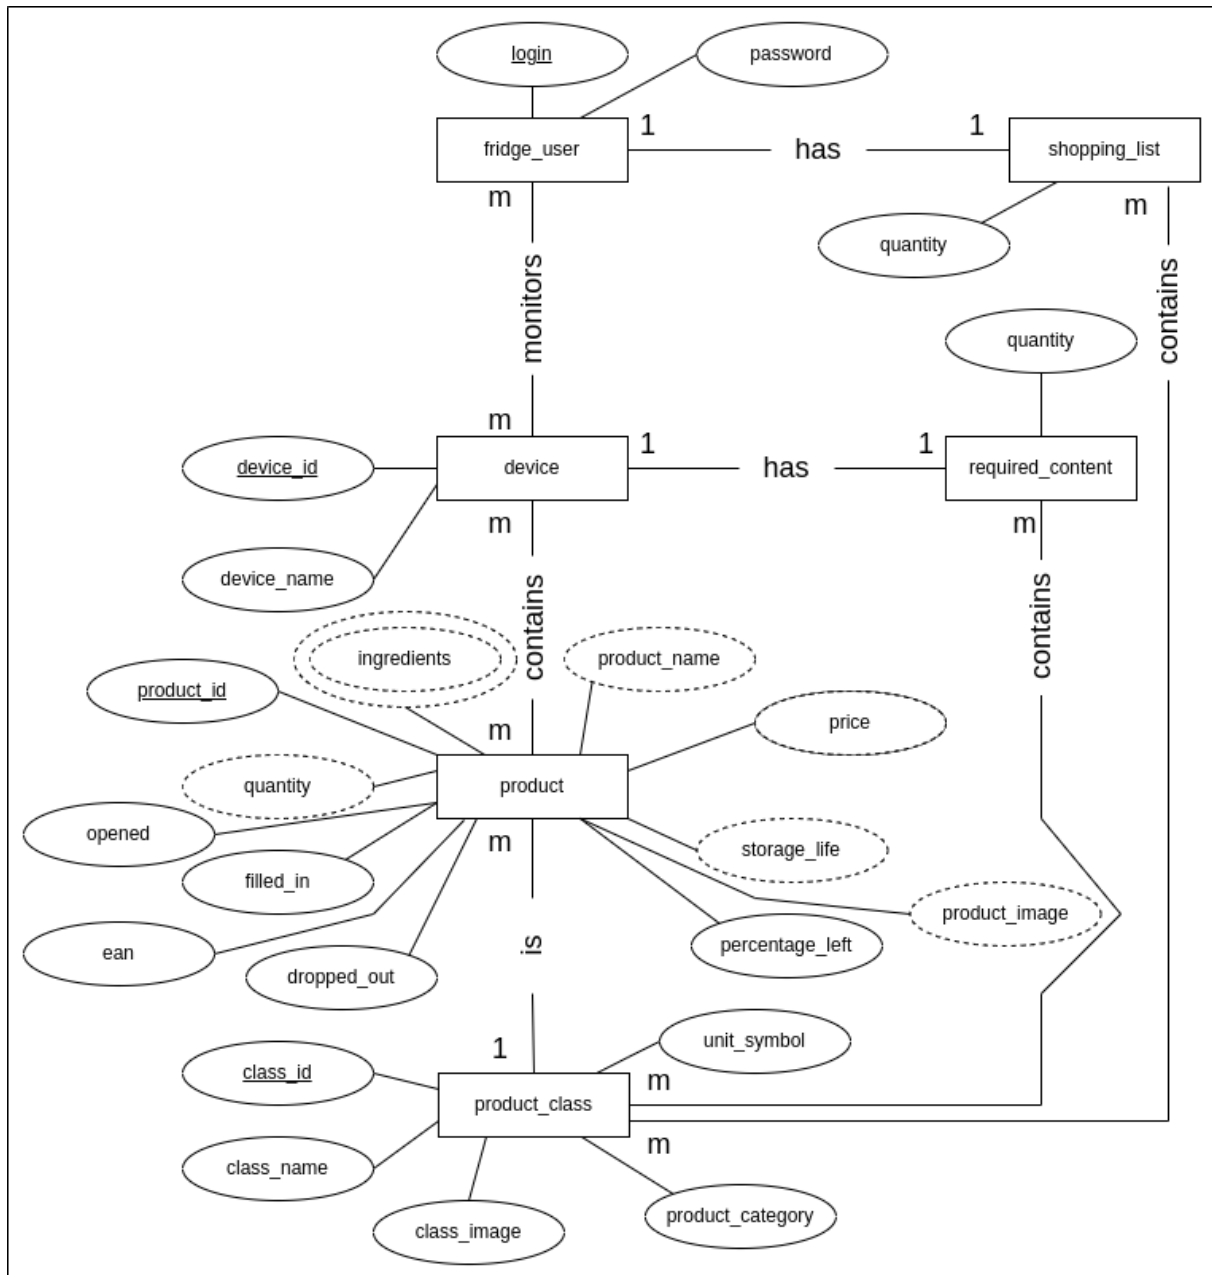 login
password
fridge_user
1
has
1
shopping_list
m
m
quantity
monitors
contains
quantity
m
device_id
device
1
has
1
required_content
m
m
device_name
contains
contains
ingredients
product_name
product_id
m
price
quantity
product
opened
m
storage_life
filled_in
product_image
ean
is
percentage_left
dropped_out
1
unit_symbol
class_id
m
product_class
m
class_name
class_image
product_category